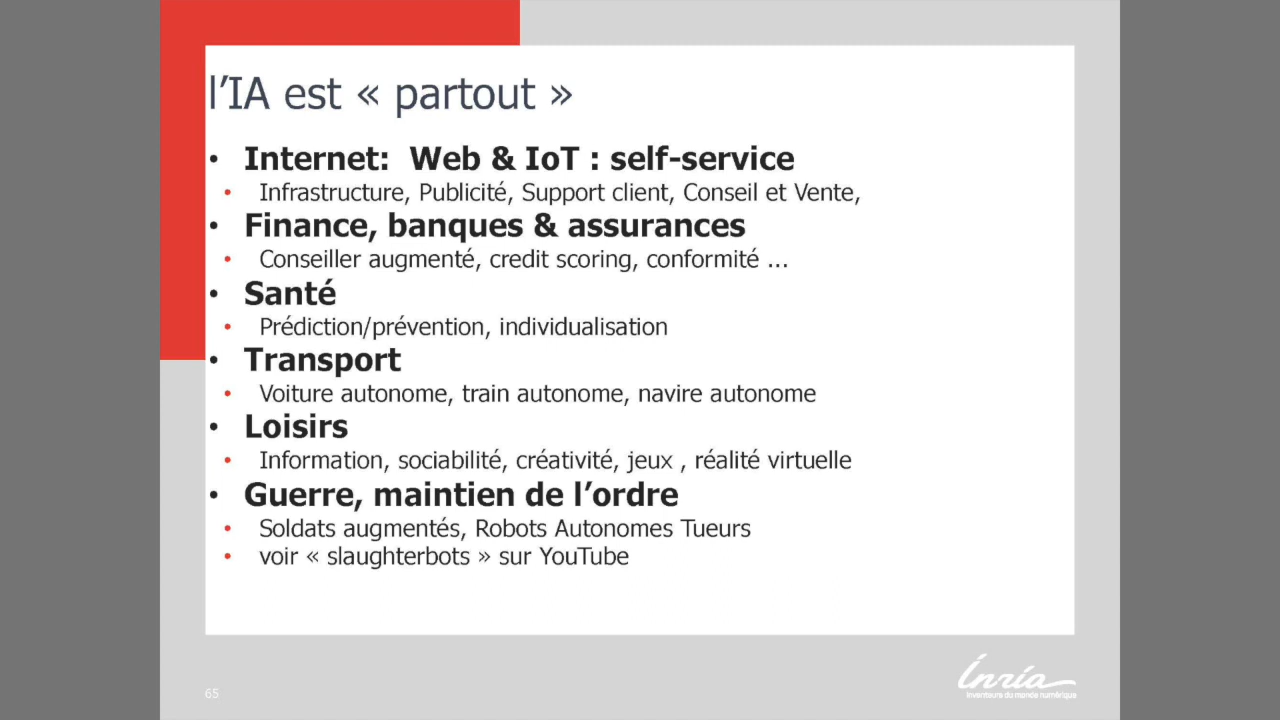 l’IA est « partout »
• Internet:  Web & IoT : self-service
• Infrastructure, Publicité, Support client, Conseil et Vente,
• Finance, banques & assurances
• Conseiller augmenté, credit scoring, conformité ...
• Santé
• Prédiction/prévention, individualisation
• Transport
• Voiture autonome, train autonome, navire autonome
• Loisirs
• Information, sociabilité, créativité, jeux , réalité virtuelle
• Guerre, maintien de l’ordre
• Soldats augmentés, Robots Autonomes Tueurs
• voir « slaughterbots » sur YouTube
65
Inria
inventeurs du monde numérique